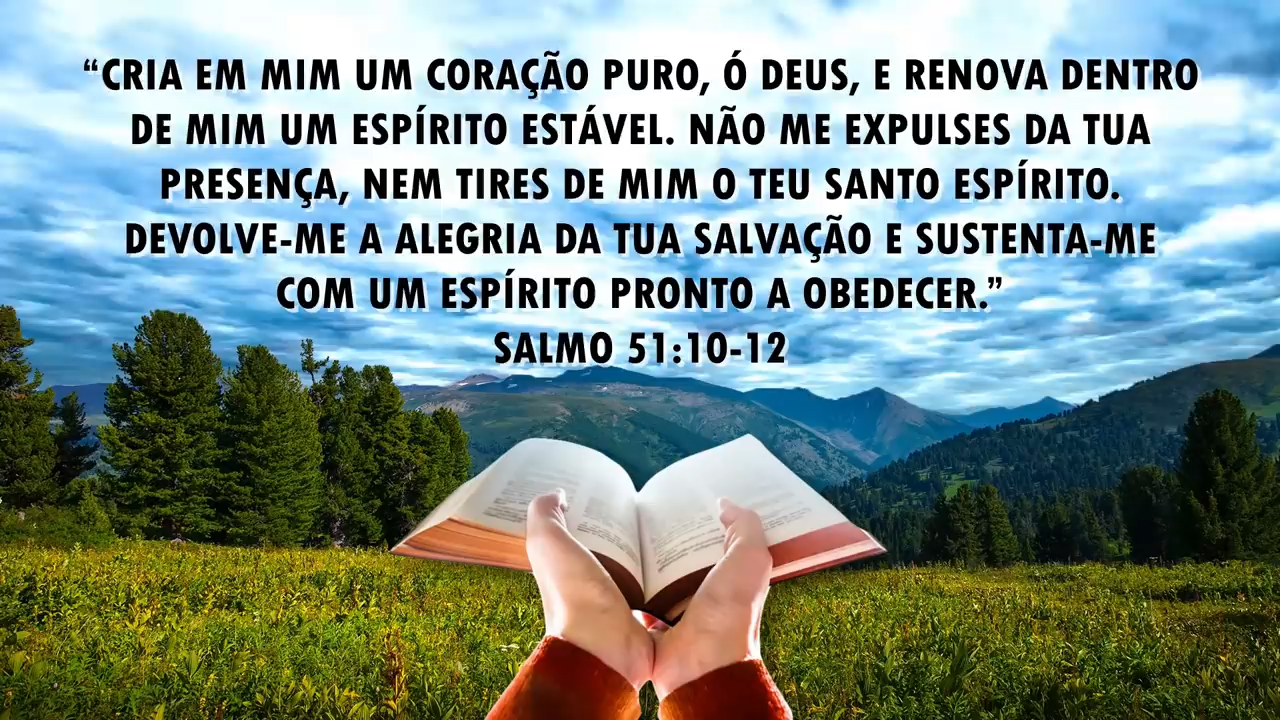 “CRIA EM MIM UM CORAÇÃO PURO, Ó DEUS, E RENOVA DENTRO
DE MIM UM ESPÍRITO ESTÁVEL. NÃO ME EXPULSES DA TUA
PRESENÇA, NEM TIRES DE MIM O TEU SANTO ESPÍRITO.
DEVOLVE-ME A ALEGRIA DA TUA SALVAÇÃO E SUSTENTA-ME
COM UM ESPÍRITO PRONTO A OBEDECER.”
SALMO 51:10-12